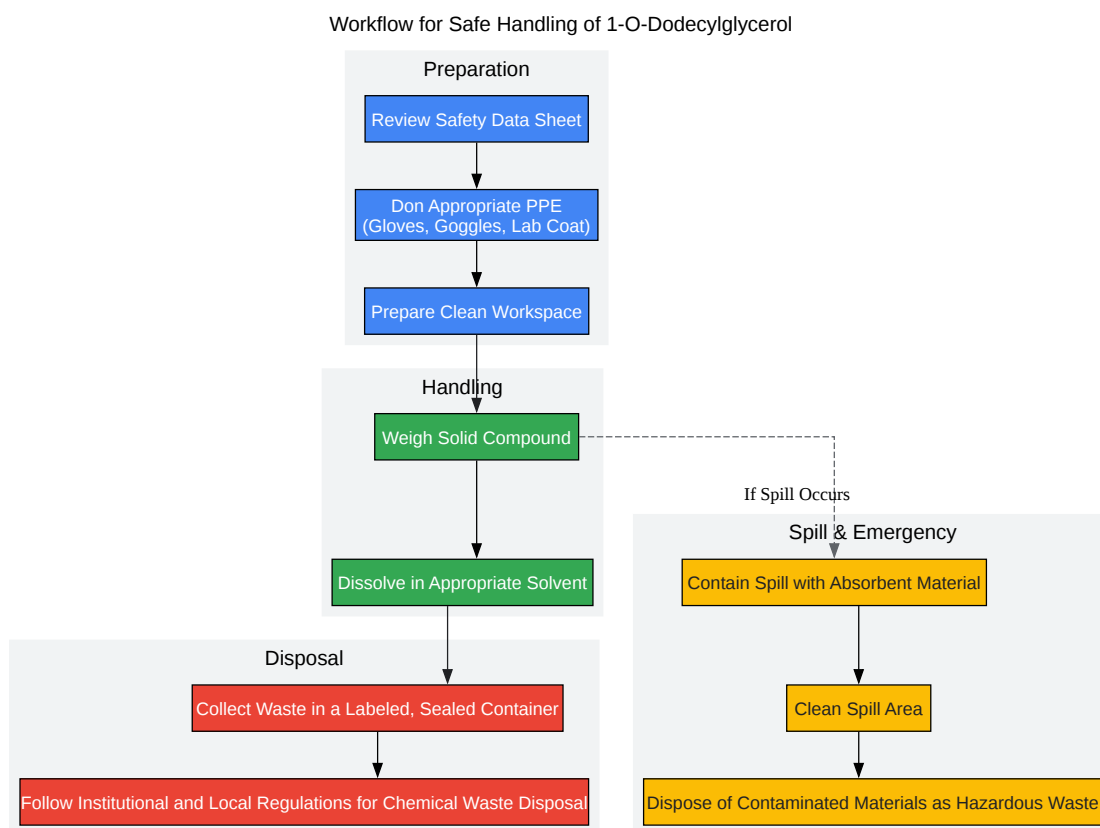 Workflow for Safe Handling of 1-O-Dodecylglycerol
Preparation
Review Safety Data Sheet
Don Appropriate PPE
(Gloves, Goggles, Lab Coat)
Prepare Clean Workspace
Handling
Weigh Solid Compound
If Spill Occurs
Spill & Emergency
Dissolve in Appropriate Solvent
Contain Spill with Absorbent Material
Disposal
Collect Waste in a Labeled, Sealed Container
Clean Spill Area
Follow Institutional and Local Regulations for Chemical Waste Disposal
Dispose of Contaminated Materials as Hazardous Waste